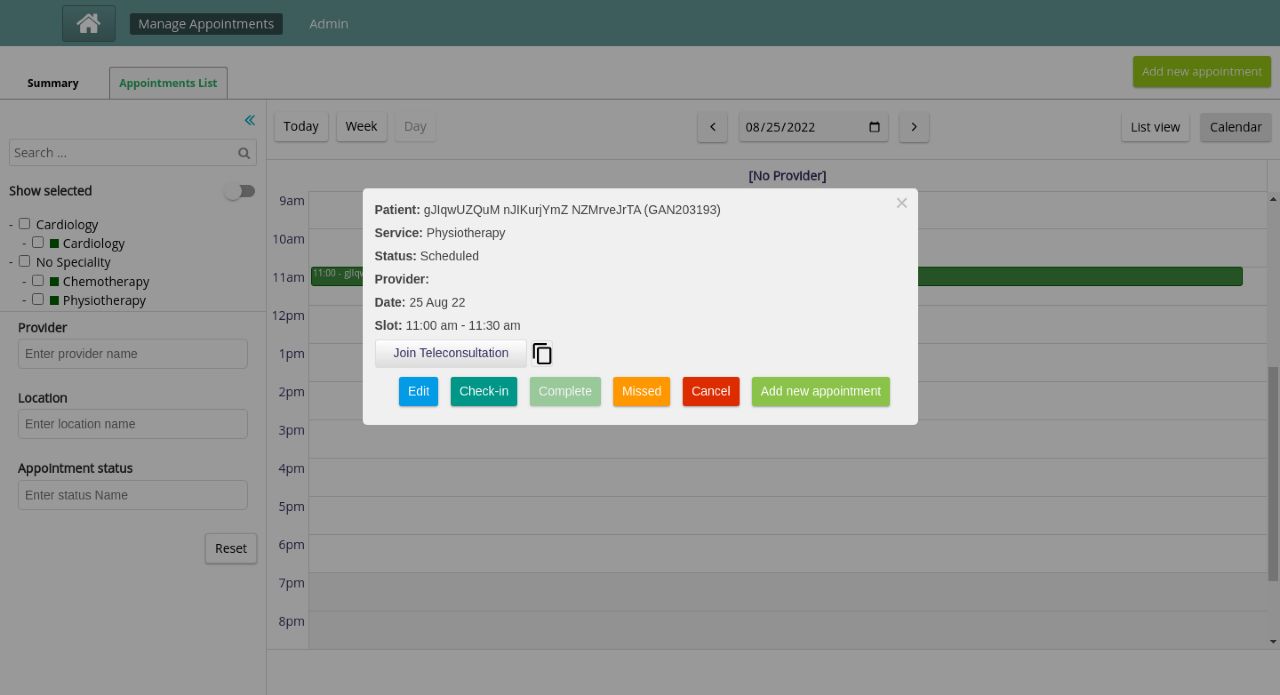 Manage Appointments Admin
Summary Appointments List Add new appointment
Today Week Day 08/25/2022 List view Calendar
Search ...
Show selected
- Cardiology
- Cardiology
- No Speciality
- Chemotherapy
- Physiotherapy
Provider
Enter provider name
Location
Enter location name
Appointment status
Enter status Name
Reset
[No Provider]
9am
10am
11am
11:00 -
12pm
1pm
2pm
3pm
4pm
5pm
6pm
7pm
8pm
Patient: gJIqwUZQuM nJIKurjYmZ NZMrveJrTA (GAN203193)
Service: Physiotherapy
Status: Scheduled
Provider:
Date: 25 Aug 22
Slot: 11:00 am - 11:30 am
Join Teleconsultation
Edit Check-in Complete Missed Cancel Add new appointment